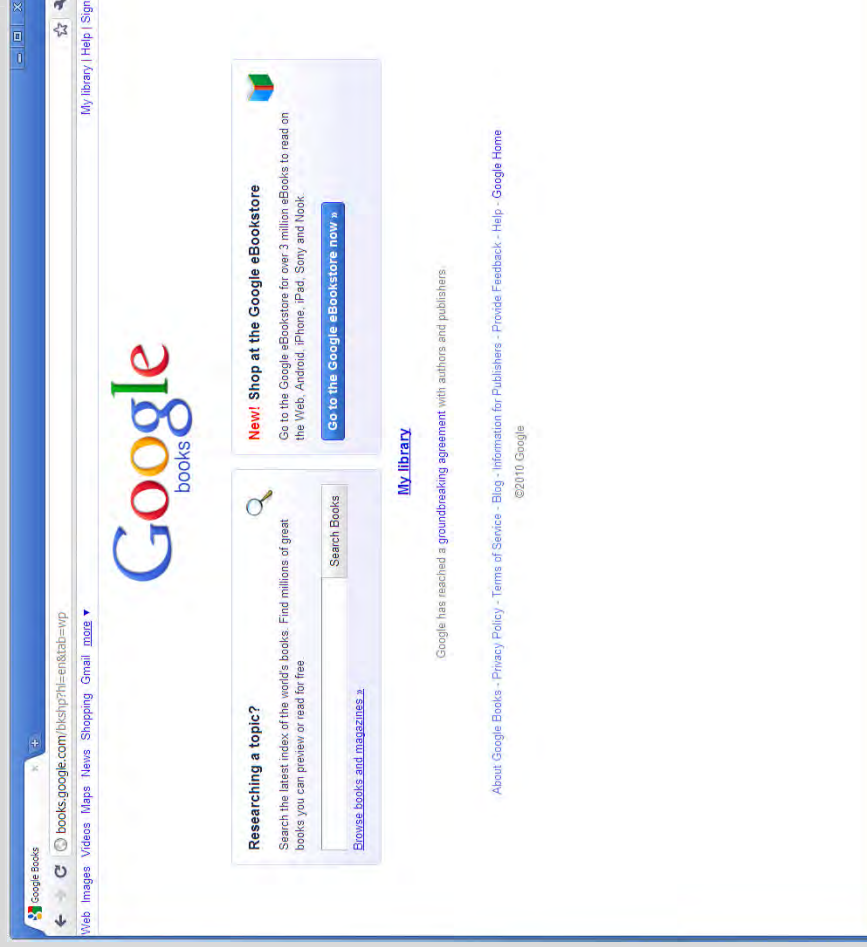 Google Books
books.google.com/bkshp?hl=en&tab=wp
Web Images Videos Maps News Shopping Gmail more ▼
My library | Help | Sign
Google
books
Researching a topic?
Search the latest index of the world's books. Find millions of great
books you can preview or read for free
Search Books
Browse books and magazines »
New! Shop at the Google eBookstore
Go to the Google eBookstore for over 3 million eBooks to read on
the Web, Android, iPhone, iPad, Sony and Nook.
Go to the Google eBookstore now »
My library
Google has reached a groundbreaking agreement with authors and publishers.
About Google Books - Privacy Policy - Terms of Service - Blog - Information for Publishers - Provide Feedback - Help - Google Home
©2010 Google